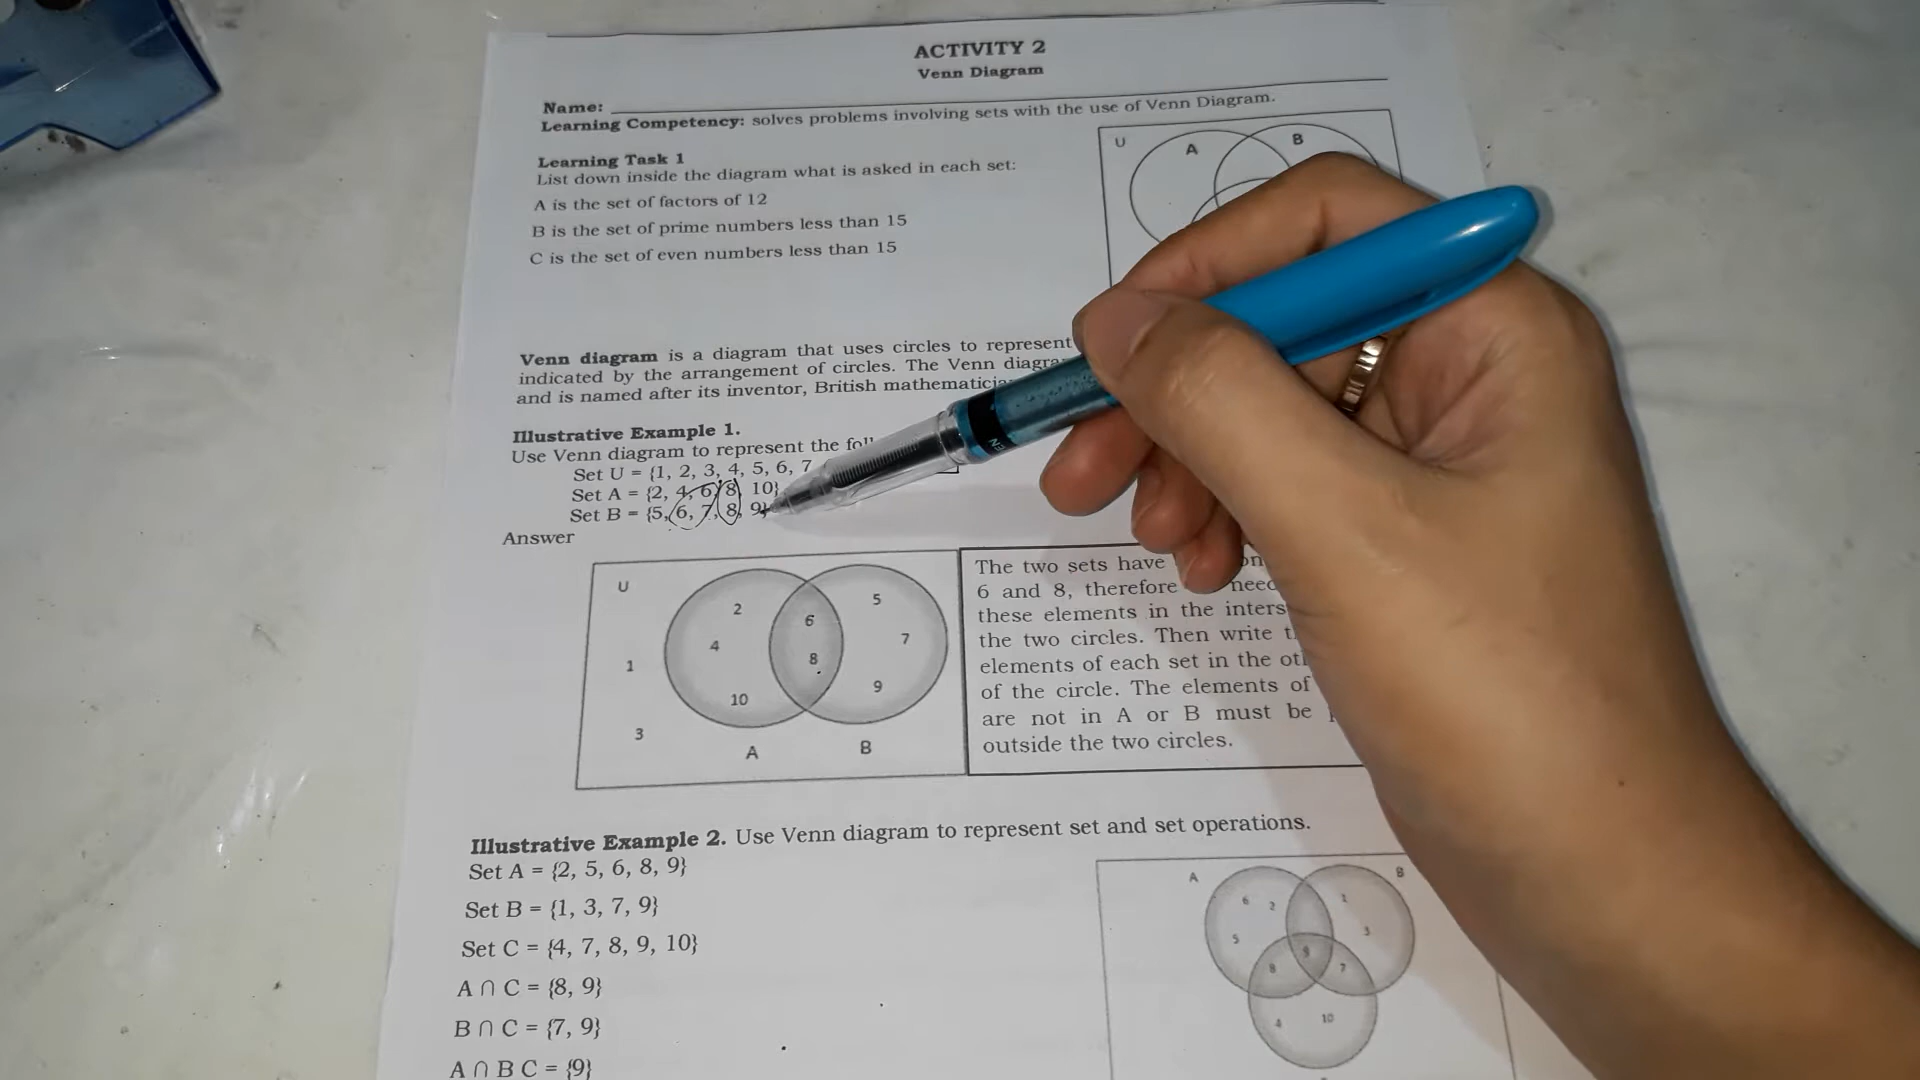 ACTIVITY 2
Venn Diagram
Name:
Learning Competency: solves problems involving sets with the use of Venn Diagram.
Learning Task 1
List down inside the diagram what is asked in each set:
A is the set of factors of 12
B is the set of prime numbers less than 15
C is the set of even numbers less than 15
U
A
B
Venn diagram is a diagram that uses circles to represent
indicated by the arrangement of circles. The Venn
and is named after its inventor, British
Illustrative Example 1.
Use Venn diagram to represent the
Set U = {1, 2, 3, 4, 5, 6, 7
Set A = {2, 4, 6, 8, 10}
Set B = {5, 6, 7, 8, 9}
Answer
U
2
6
5
4
7
1
8
10
9
3
A
B
The two sets have
6 and 8, therefore
these elements in the
the two circles. Then write
elements of each set in the
of the circle. The elements of
are not in A or B must be
outside the two circles.
Illustrative Example 2. Use Venn diagram to represent set and set operations.
Set A = {2, 5, 6, 8, 9}
Set B = {1, 3, 7, 9}
Set C = {4, 7, 8, 9, 10}
A ∩ C = {8, 9}
B ∩ C = {7, 9}
A ∩ B C = {9}
A
B
6
2
1
5
3
9
8
7
4
10